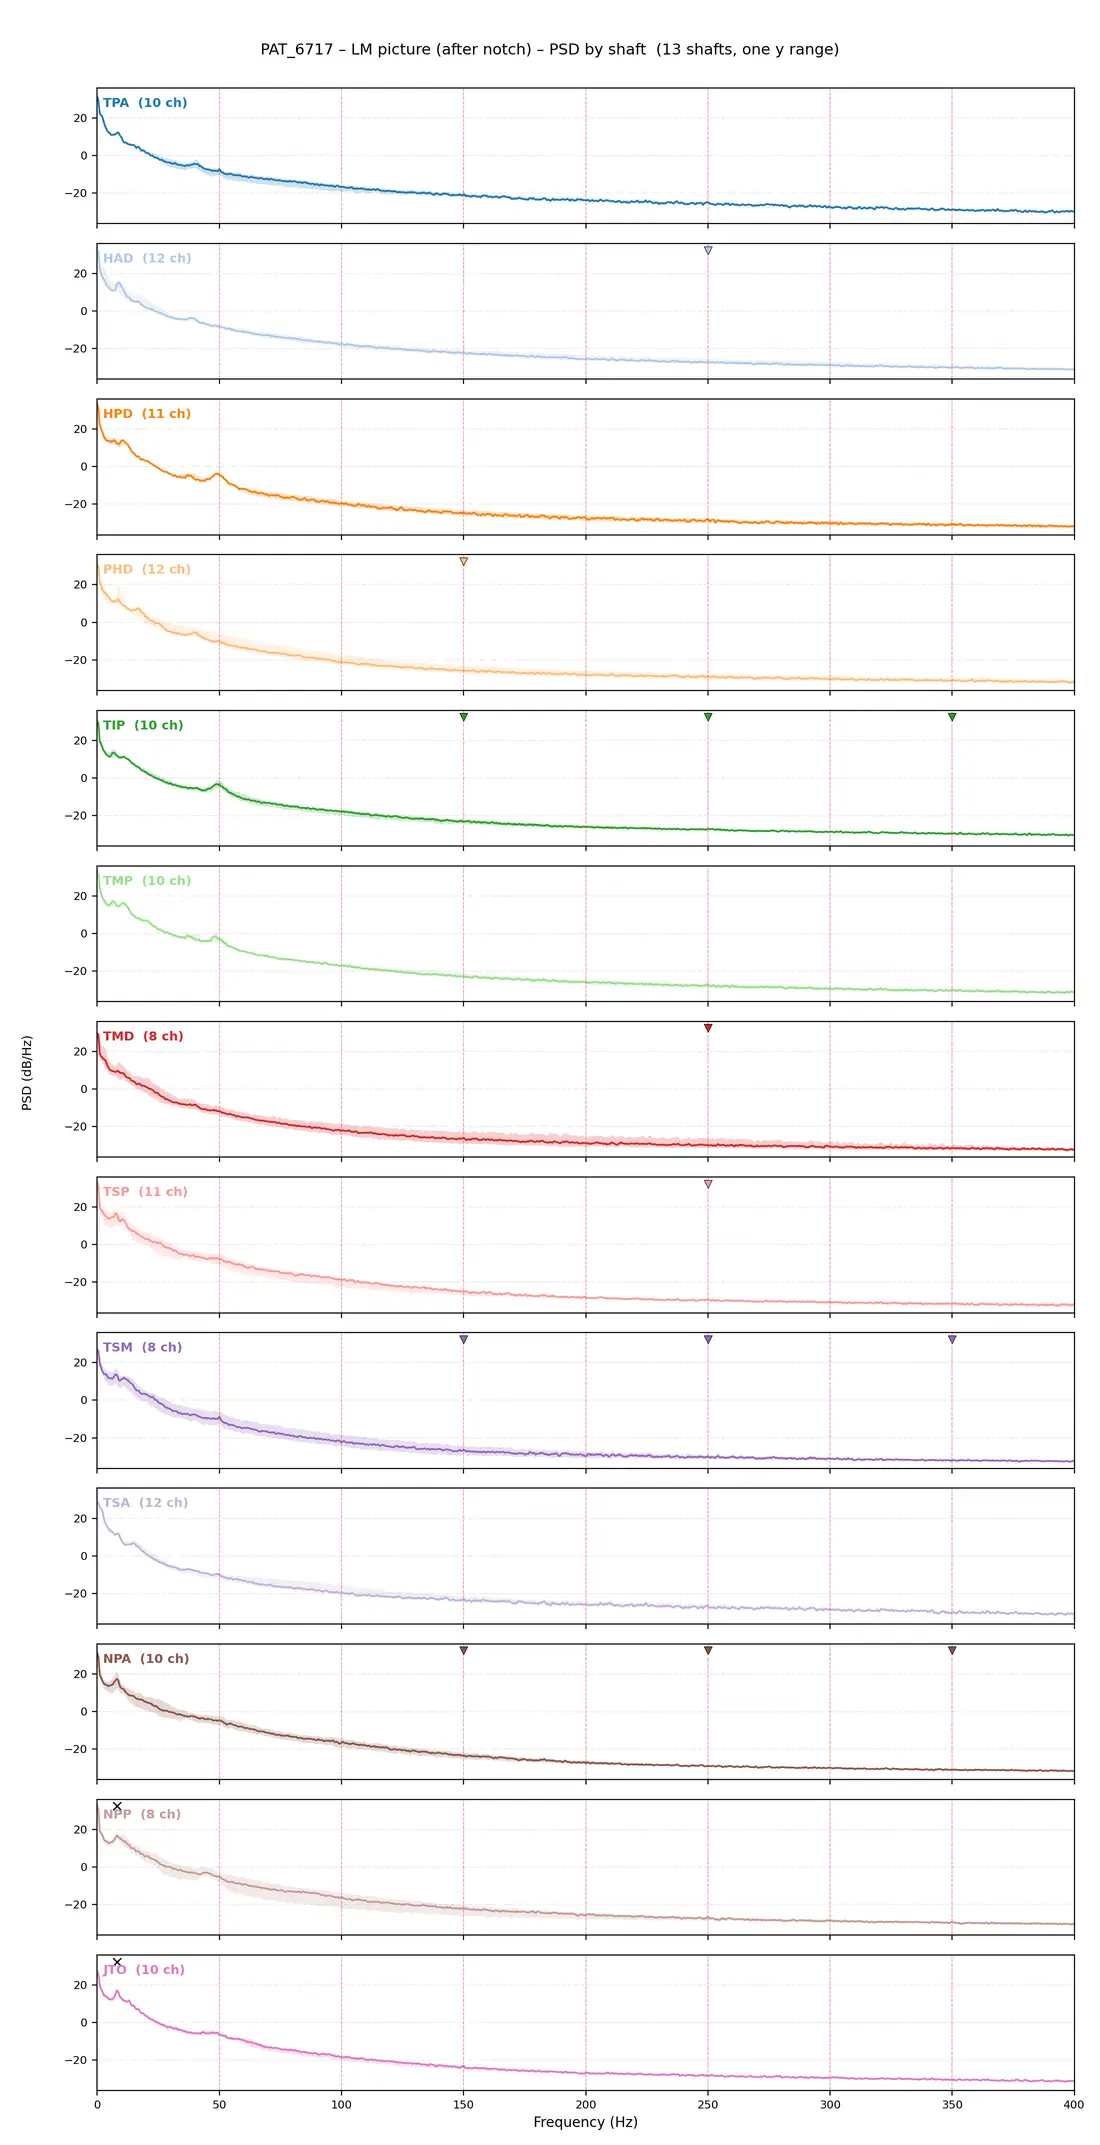 PAT_6717 – LM picture (after notch) – PSD by shaft  (13 shafts, one y range)
TPA  (10 ch)
20
0
−20
HAD  (12 ch)
20
0
−20
HPD  (11 ch)
20
0
−20
PHD  (12 ch)
20
0
−20
TIP  (10 ch)
20
0
−20
TMP  (10 ch)
20
0
−20
PSD (dB/Hz)
TMD  (8 ch)
20
0
−20
TSP  (11 ch)
20
0
−20
TSM  (8 ch)
20
0
−20
TSA  (12 ch)
20
0
−20
NPA  (10 ch)
20
0
−20
NPP  (8 ch)
20
0
−20
JTO  (10 ch)
20
0
−20
0 50 100 150 200 250 300 350 400
Frequency (Hz)